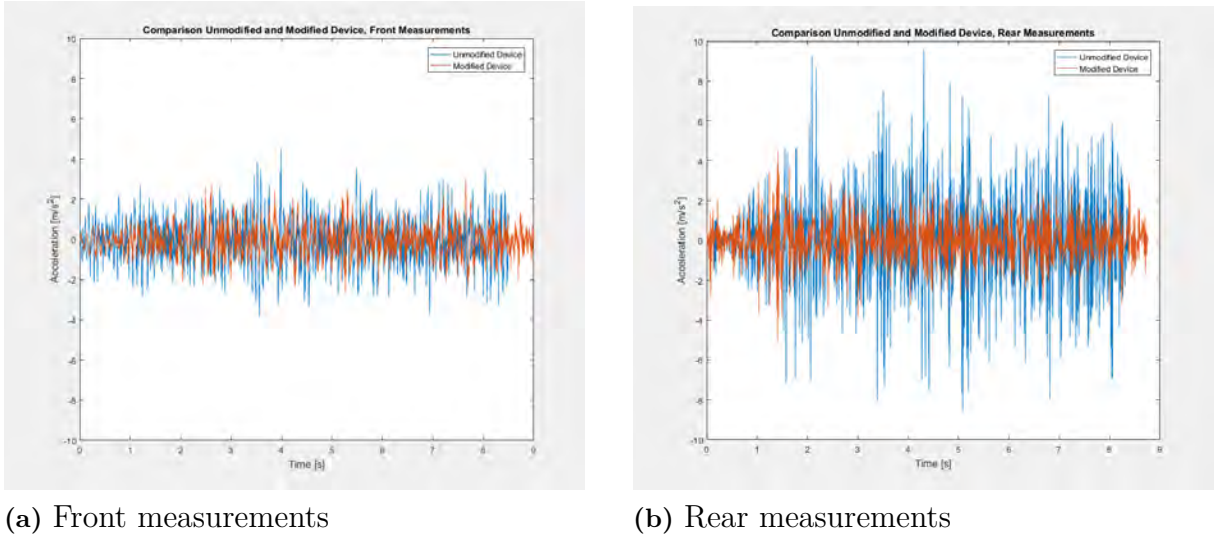 Comparison Unmodified and Modified Device, Front Measurements
Unmodified Device
Modified Device
10
8
6
4
2
0
-2
-4
-6
-8
-10
Acceleration [m/s²]
0 1 2 3 4 5 6 7 8 9
Time [s]
(a) Front measurements
Comparison Unmodified and Modified Device, Rear Measurements
Unmodified Device
Modified Device
10
8
6
4
2
0
-2
-4
-6
-8
-10
Acceleration [m/s²]
0 1 2 3 4 5 6 7 8 9
Time [s]
(b) Rear measurements